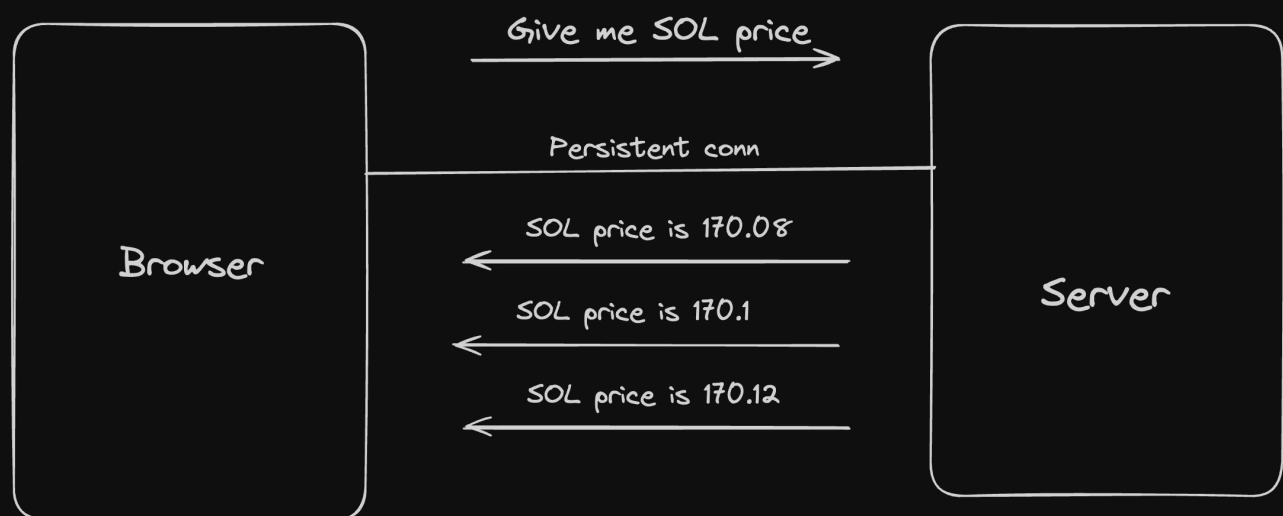 Give me SOL price
Persistent conn
SOL price is 170.08
Browser
SOL price is 170.1
Server
SOL price is 170.12